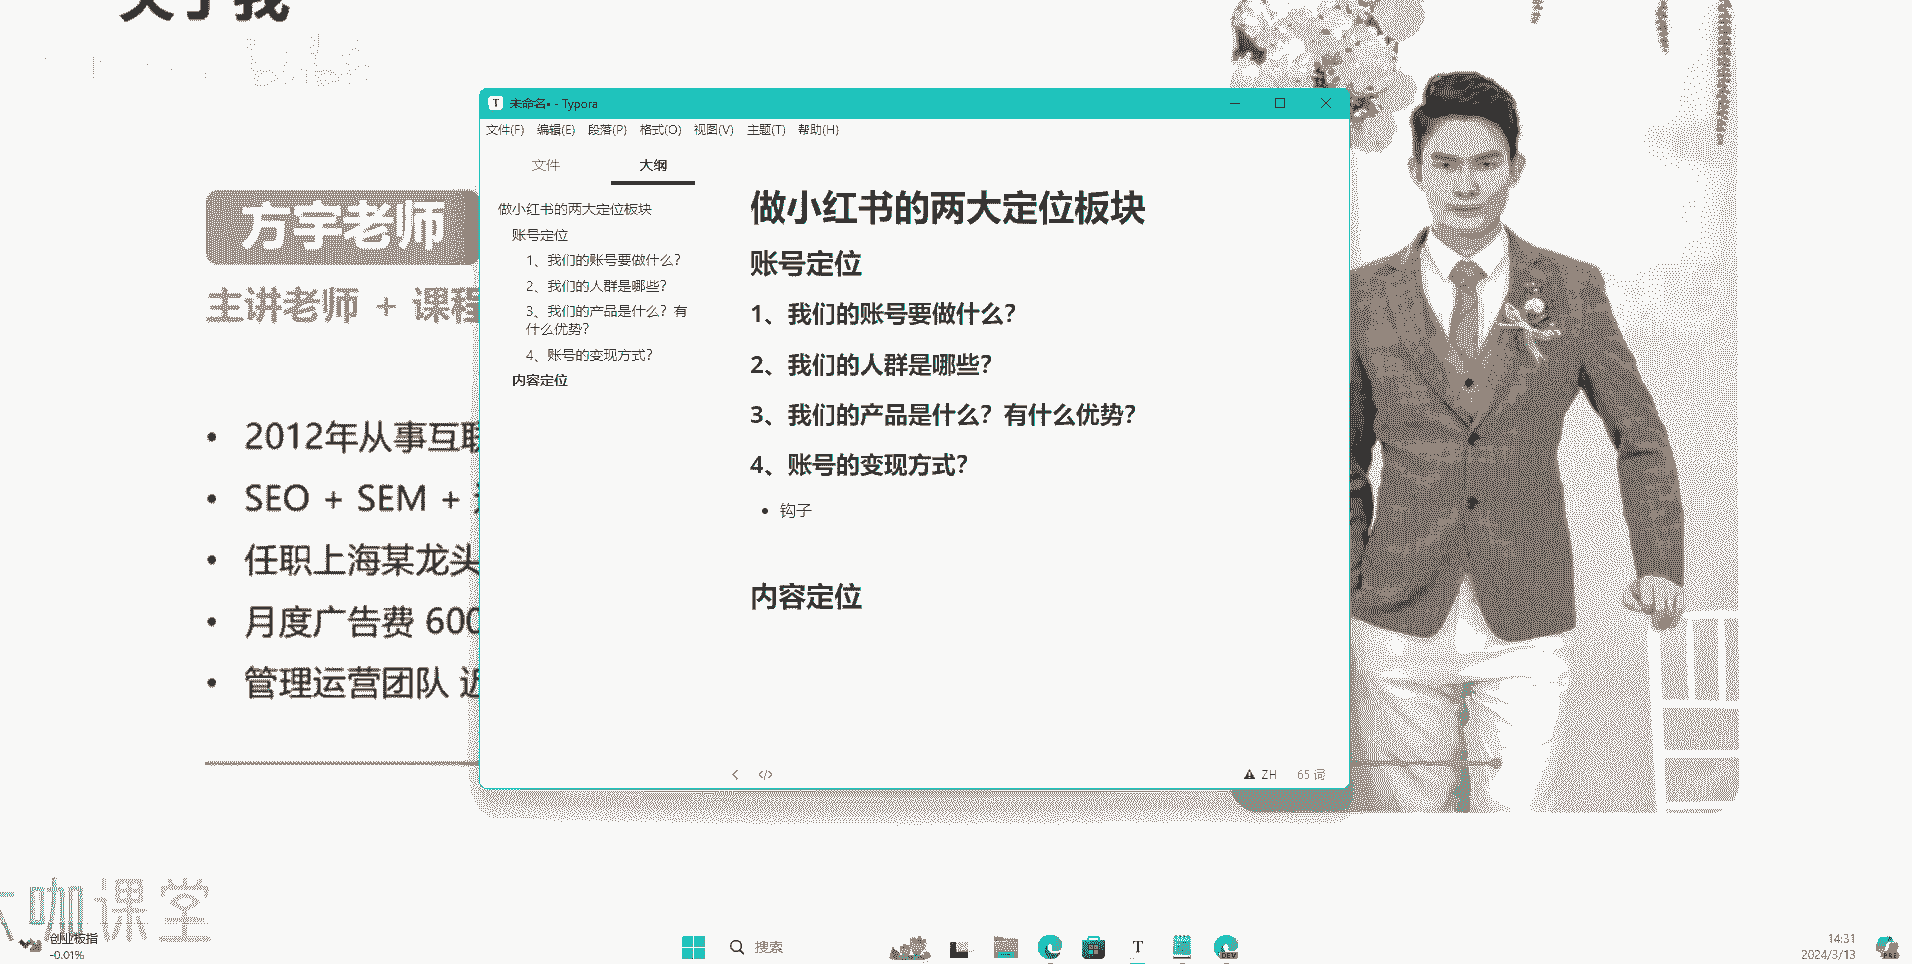 关于我
未命名• - Typora
文件(F) 编辑(E) 段落(P) 格式(O) 视图(V) 主题(T) 帮助(H)
文件 大纲
做小红书的两大定位板块
账号定位
1、我们的账号要做什么?
2、我们的人群是哪些?
3、我们的产品是什么? 有
什么优势?
4、账号的变现方式?
内容定位
做小红书的两大定位板块
账号定位
1、我们的账号要做什么?
2、我们的人群是哪些?
3、我们的产品是什么? 有什么优势?
4、账号的变现方式?
• 钩子
内容定位
</> ZH 65 词
方宇老师
主讲老师 + 课程
• 2012年从事互联
• SEO + SEM +
• 任职上海某龙头
• 月度广告费 600
• 管理运营团队 近
大咖课堂
创业板指
-0.01%
搜索
T
DEV
14:31
2024/3/13
PRE